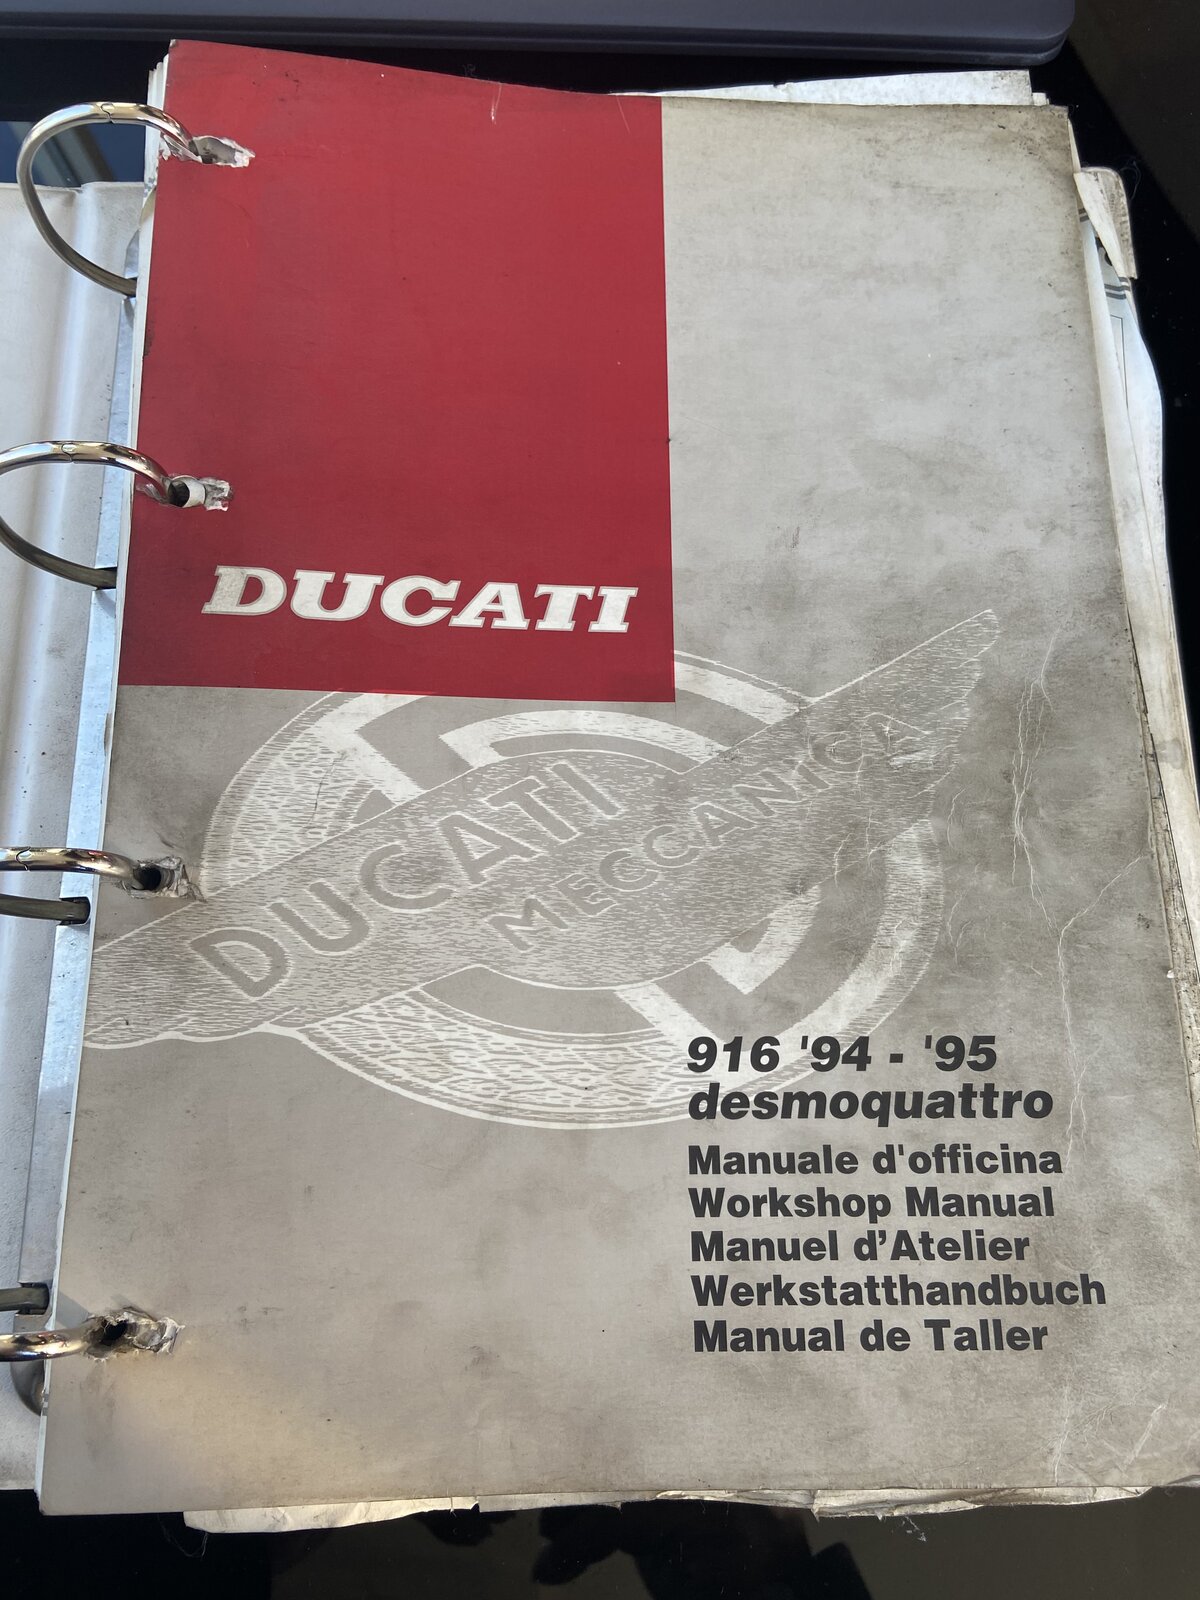 DUCATI
DUCATI
MECCANICA
916 '94 - '95
desmoquattro
Manuale d'officina
Workshop Manual
Manuel d’Atelier
Werkstatthandbuch
Manual de Taller